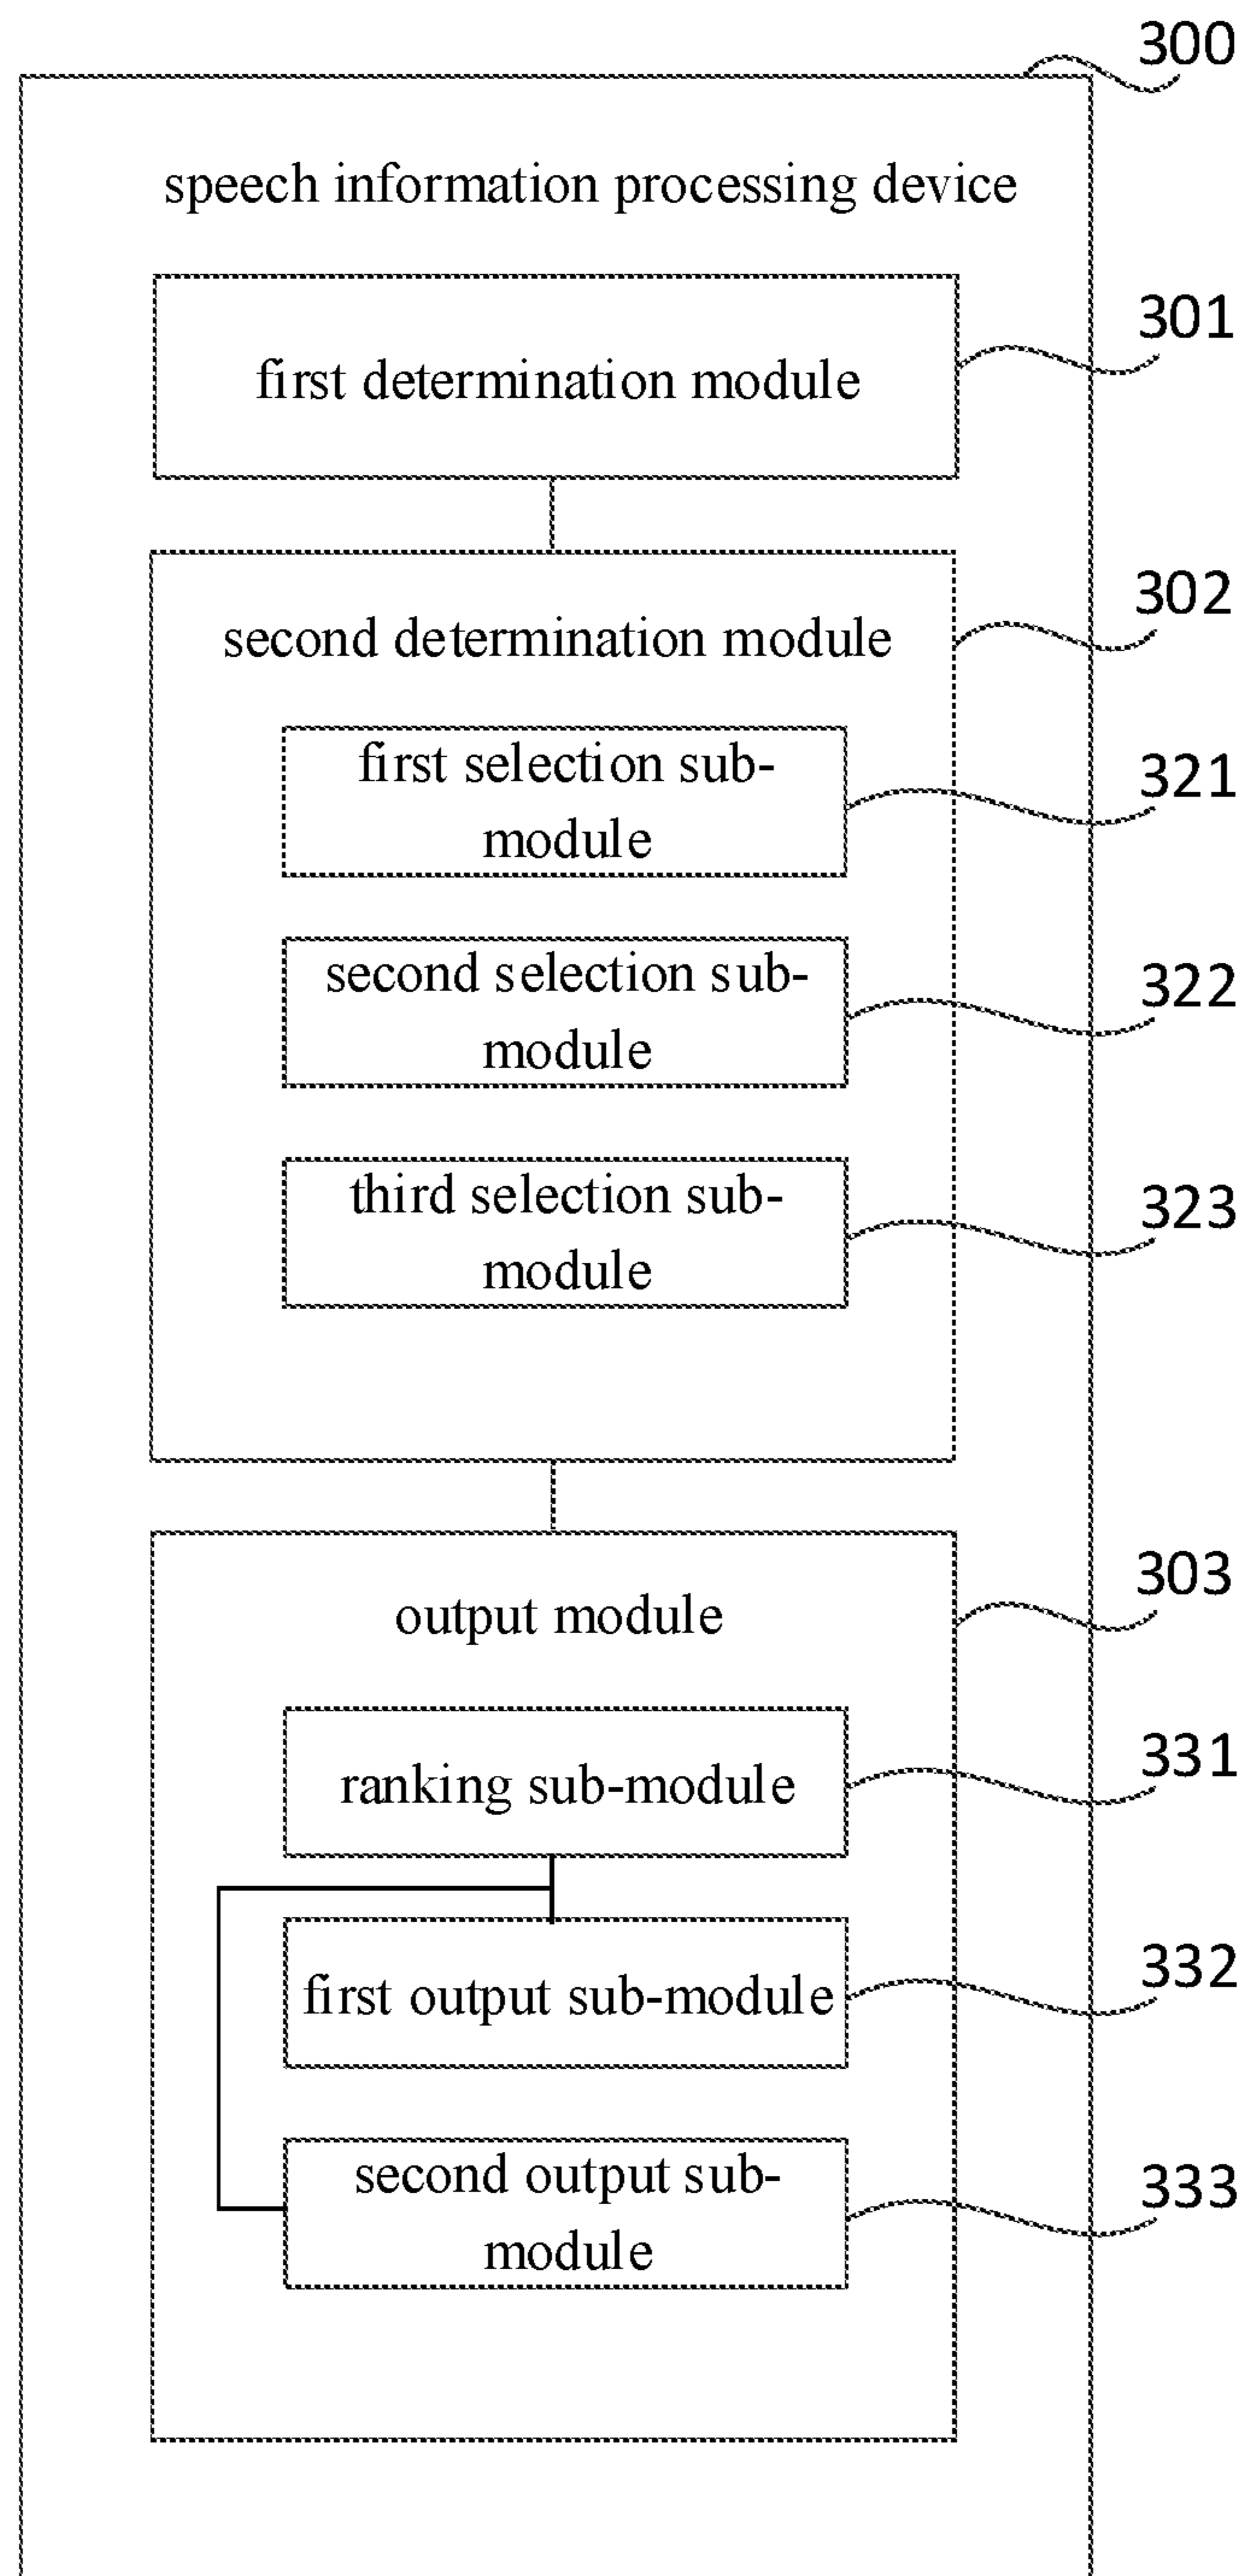 300
speech information processing device
301
first determination module
302
second determination module
first selection sub-
module
321
second selection sub-
module
322
third selection sub-
module
323
303
output module
331
ranking sub-module
332
first output sub-module
second output sub-
module
333